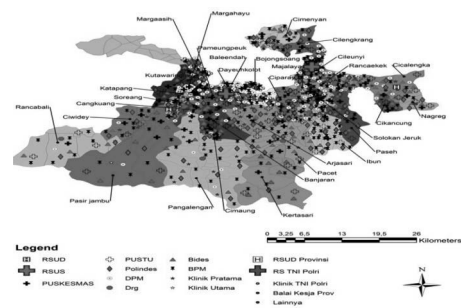 Margahayu
Margaasih
Cimenyan
Cilengkrang
Pameungpeuk
Baleendah
Bojongsoang
Cileunyi
Dayeuhkolot
Majalaya
Rancaekek
Cicalengka
Kutawaringin
Ciparay
Katapang
Soreang
Cangkuang
Rancabali
Ciwidey
Nagreg
Cikancung
Solokan Jeruk
Paseh
Ibun
Arjasari
Pacet
Banjaran
Pasir jambu
Pangalengan
Cimaung
Kertasari
0 3,25 6,5 13 19,5 26
Kilometers
Legend
RSUD
RSUS
PUSKESMAS
PUSTU
Polindes
DPM
Drg
Bides
BPM
Klinik Pratama
Klinik Utama
RSUD Provinsi
RS TNI Polri
Klinik TNI Polri
Balai Kesja Prov
Lainnya
N